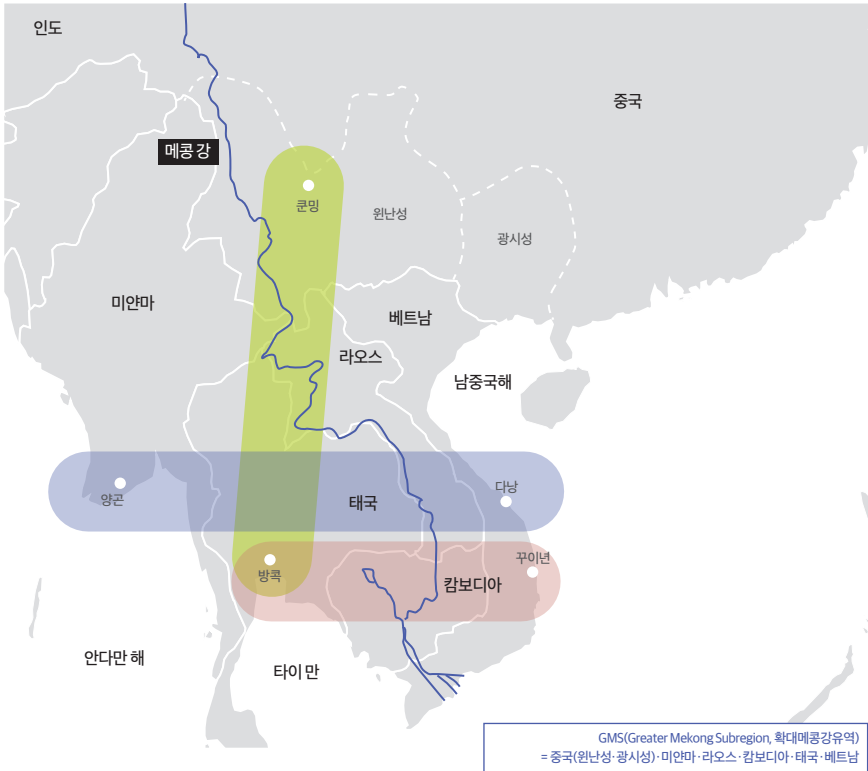 인도
중국
메콩 강
쿤밍
윈난성
광시성
미얀마
베트남
라오스
남중국해
양곤
태국
다낭
방콕
꾸이년
캄보디아
안다만 해
타이 만
GMS(Greater Mekong Subregion, 확대메콩강유역)
= 중국(윈난성·광시성)·미얀마·라오스·캄보디아·태국·베트남